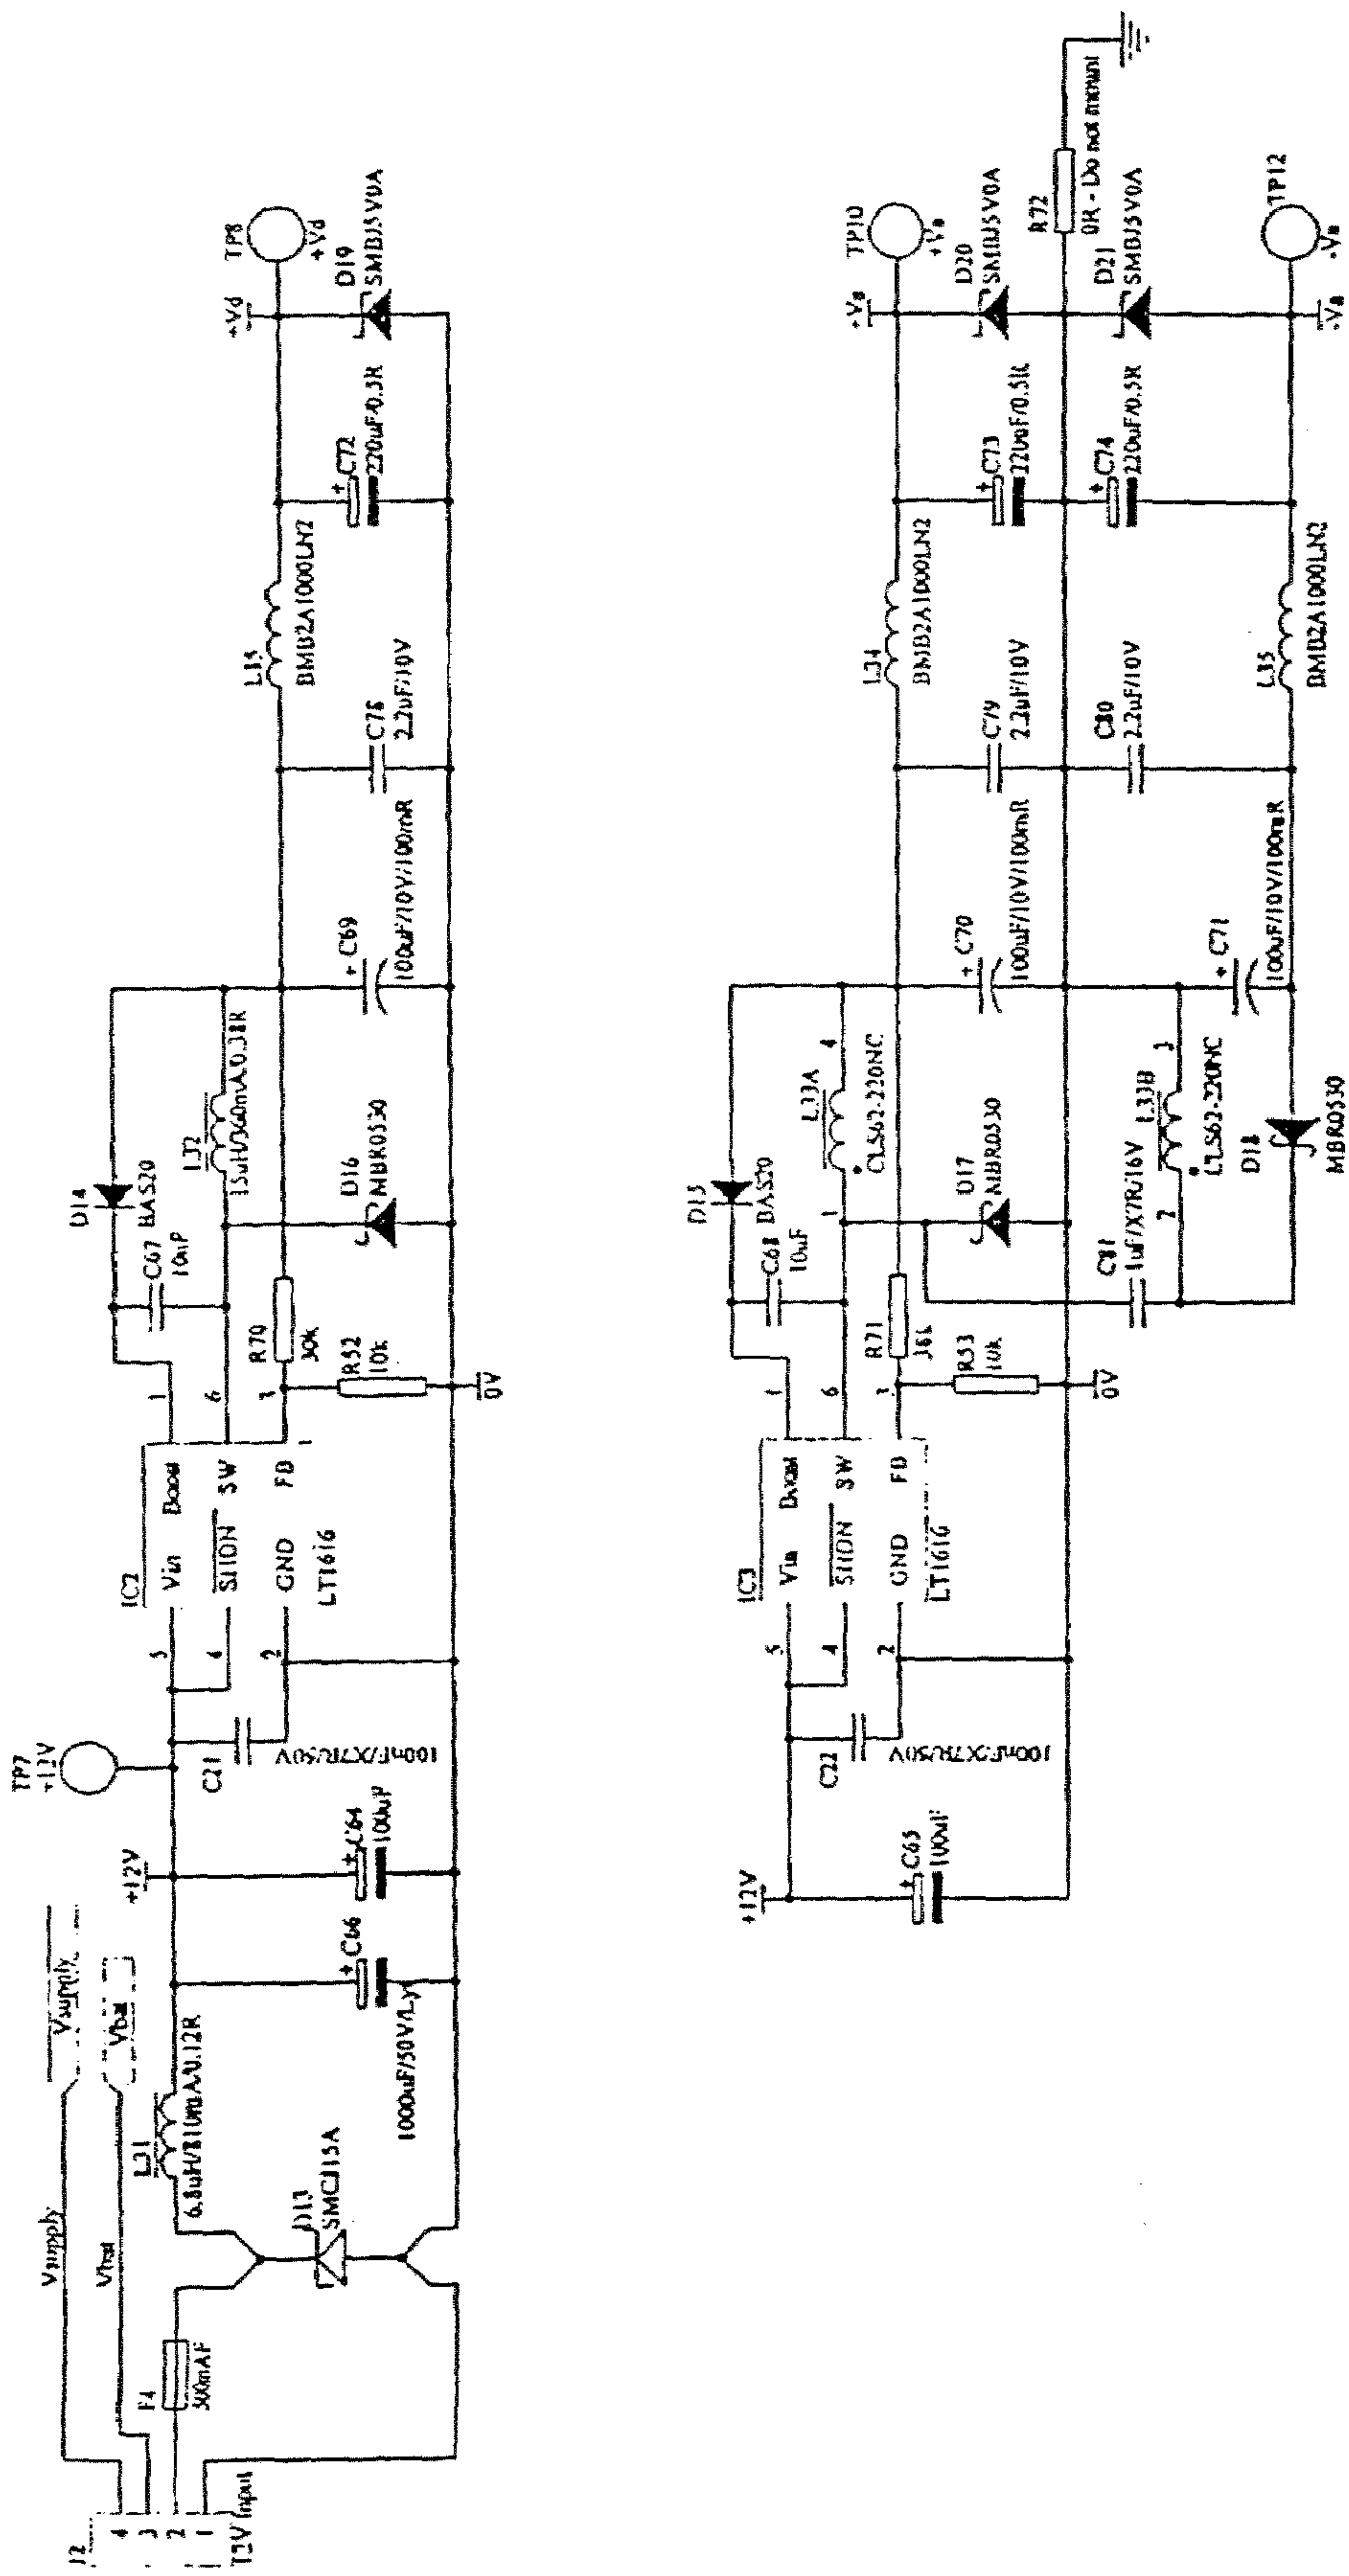 J2
4
3
2
1
12V Input
Vsupply
Vbat
Vsupply
Vbat
F4
500mAF
D13
SMCJ15A
L31
6.8uH/810mA/0.12R
+ C66
1000uF/50V/Ly
+12V
C64
100uF
TP7
+12V
C21
100nF/X7R/50V
IC2
5
Vin
Boost
1
4
SHDN
SW
6
2
GND
FB
3
LT1616
R70
30k
R52
10k
0V
D14
BAS20
C67
L32
15uH/360mA/0.38R
D16
MBR0530
+ C69
100uF/10V/100mR
C78
2.2uF/10V
BMB2A1000LN2
+
C72
220uF/0.5R
+Vd
TP8
+Vd
D19
SMBJ5V0A
+12V
+
C65
100uF
C22
100nF/X7R/50V
IC3
5
Vin
Boost
1
4
SHDN
SW
6
2
GND
FB
3
LT1616
R71
36k
R53
10k
0V
D15
BAS20
C68
10uF
1
L33A
4
CLS62-220NC
D17
MBR0530
C81
1uF/X7R/16V
2
L33B
3
CLS62-220NC
D18
MBR0530
+ C70
100uF/10V/100mR
+ C71
100uF/10V/100mR
C79
2.2uF/10V
C80
2.2uF/10V
L34
BMB2A1000LN2
L35
BMB2A1000LN2
+
C73
220uF/0.5R
+
C74
220uF/0.5R
+Va
TP10
+Va
D20
SMBJ5V0A
D21
SMBJ5V0A
R72
0R - Do not mount
TP12
-Va
-Va